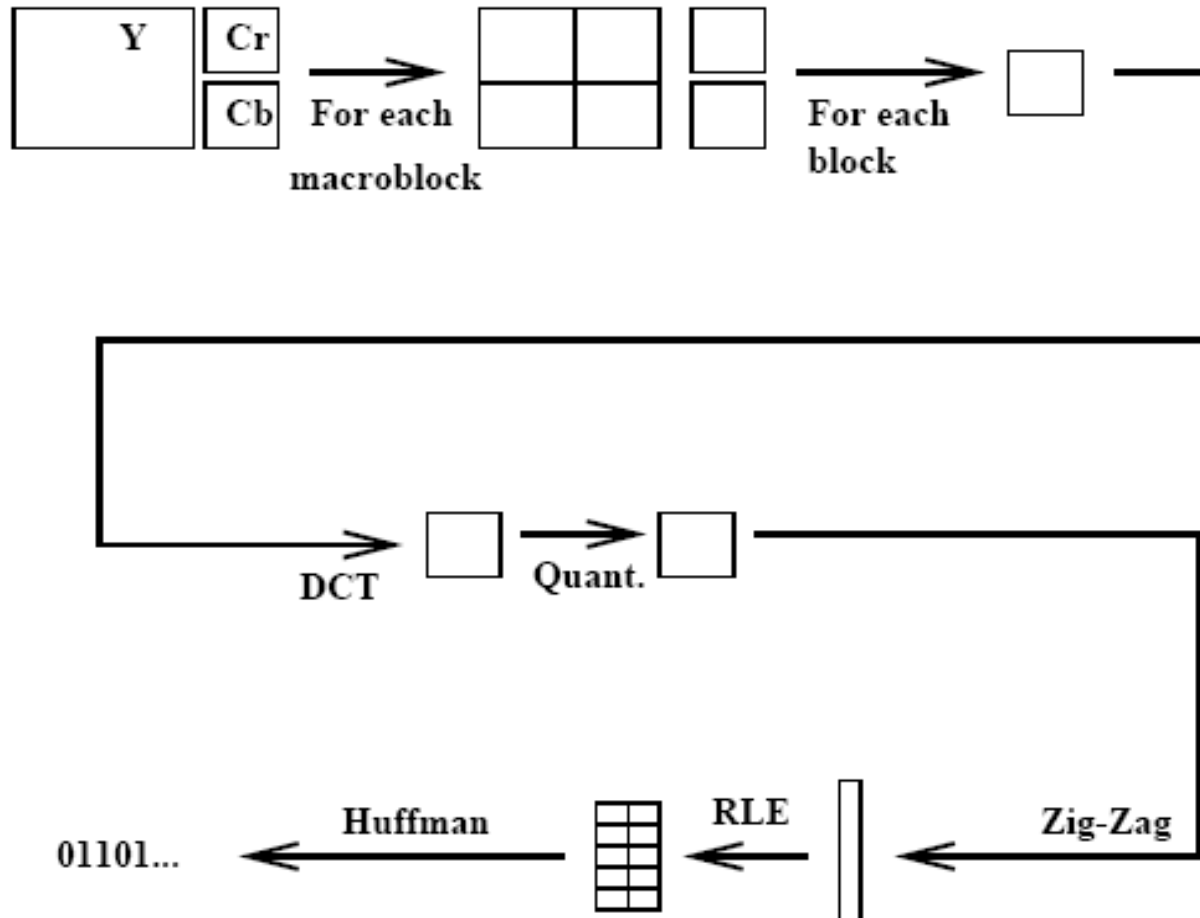 Y
Cr
Cb
For each
macroblock
For each
block
DCT
Quant.
Zig-Zag
RLE
Huffman
01101...